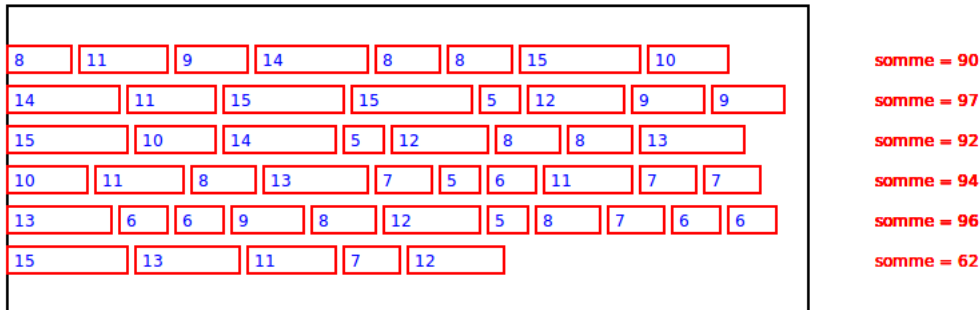 8 11 9 14 8 8 15 10 somme = 90
14 11 15 15 5 12 9 9 somme = 97
15 10 14 5 12 8 8 13 somme = 92
10 11 8 13 7 5 6 11 7 7 somme = 94
13 6 6 9 8 12 5 8 7 6 6 somme = 96
15 13 11 7 12 somme = 62